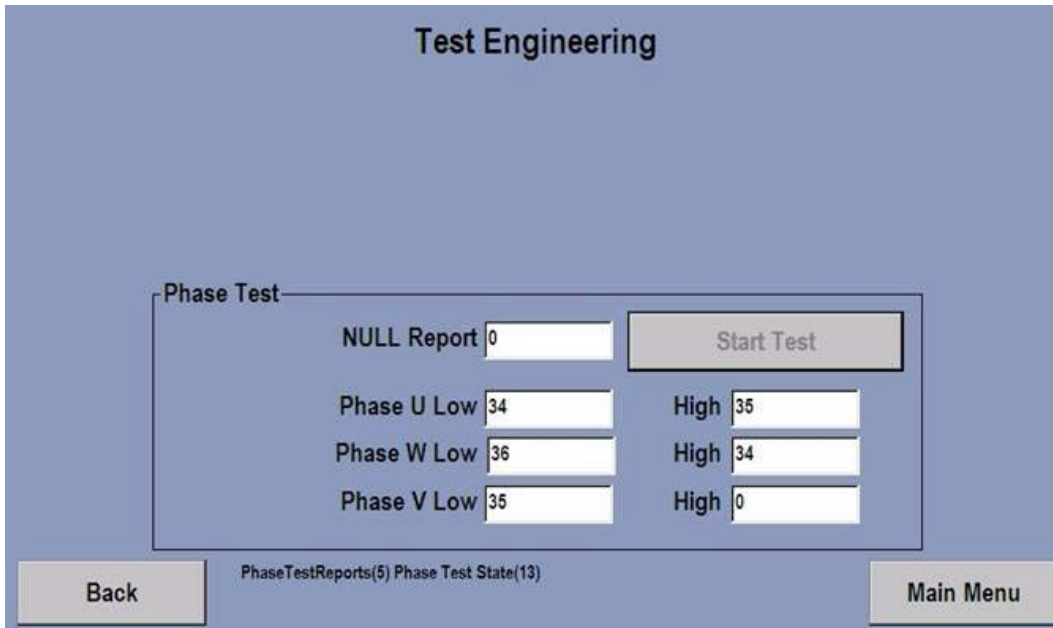 Test Engineering
Phase Test
NULL Report 0 Start Test
Phase U Low 34 High 35
Phase W Low 36 High 34
Phase V Low 35 High 0
Back PhaseTestReports(5) Phase Test State(13) Main Menu